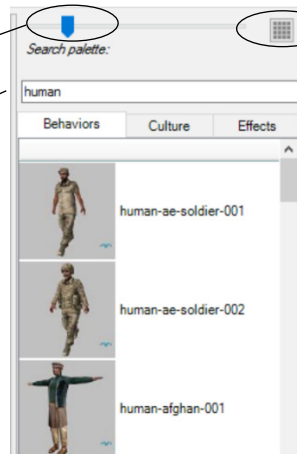 Search palette:
human
Behaviors Culture Effects
human-ae-soldier-001
human-ae-soldier-002
human-afghan-001